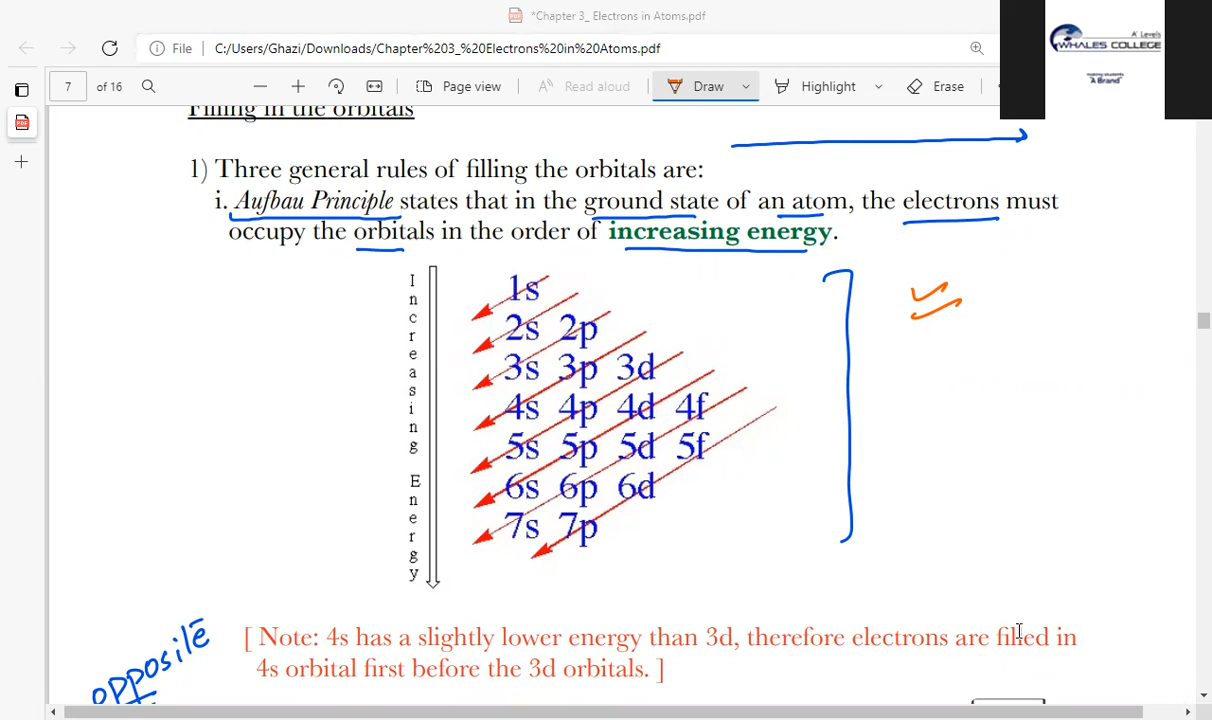 *Chapter 3_ Electrons in Atoms.pdf
File C:/Users/Ghazi/Downloads/Chapter%203_%20Electrons%20in%20Atoms.pdf
A' Levels
WHALES COLLEGE
making students
'A Brand'
7 of 16 Page view Read aloud Draw Highlight Erase
Filling in the orbitals
1) Three general rules of filling the orbitals are:
i. Aufbau Principle states that in the ground state of an atom, the electrons must
occupy the orbitals in the order of increasing energy.
Increasing Energy
1s
2s 2p
3s 3p 3d
4s 4p 4d 4f
5s 5p 5d 5f
6s 6p 6d
7s 7p
opposite
[ Note: 4s has a slightly lower energy than 3d, therefore electrons are filled in
4s orbital first before the 3d orbitals. ]